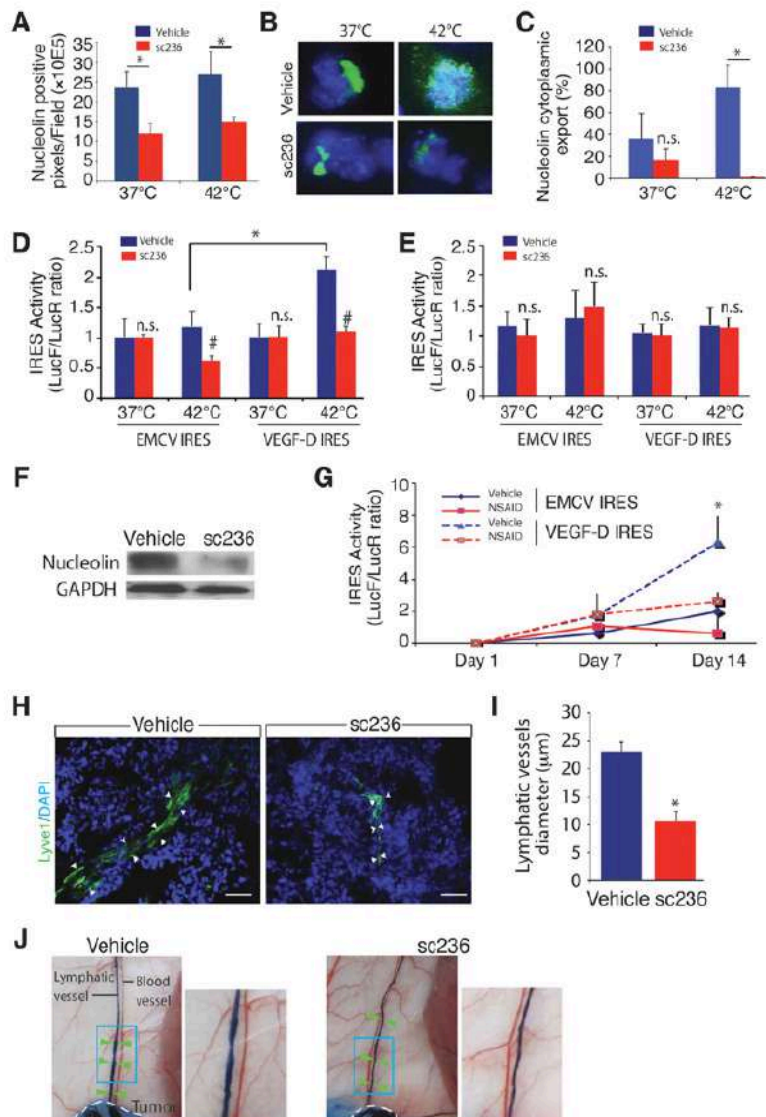 A
Vehicle
sc236
Nucleolin positive
pixels/Field (x10E5)
35
30
25
20
15
10
5
0
*
*
37°C
42°C
B
37°C
42°C
Vehicle
sc236
C
Vehicle
sc236
Nucleolin cytoplasmic
export (%)
120
100
80
60
40
20
0
n.s.
*
37°C
42°C
D
Vehicle
sc236
IRES Activity
(LucF/LucR ratio)
2.5
2
1.5
1
0.5
0
*
n.s.
#
n.s.
#
37°C
42°C
37°C
42°C
EMCV IRES
VEGF-D IRES
E
Vehicle
sc236
IRES Activity
(LucF/LucR ratio)
2.5
2
1.5
1
0.5
0
n.s.
n.s.
n.s.
n.s.
37°C
42°C
37°C
42°C
EMCV IRES
VEGF-D IRES
F
Vehicle sc236
Nucleolin
GAPDH
G
Vehicle
NSAID
EMCV IRES
Vehicle
NSAID
VEGF-D IRES
IRES Activity
(LucF/LucR ratio)
10
8
6
4
2
0
*
Day 1
Day 7
Day 14
H
Vehicle
sc236
Lyve1/DAPI
I
Lymphatic vessels
diameter (μm)
30
25
20
15
10
5
0
*
Vehicle sc236
J
Vehicle
sc236
Lymphatic
vessel
Blood
vessel
Tumor